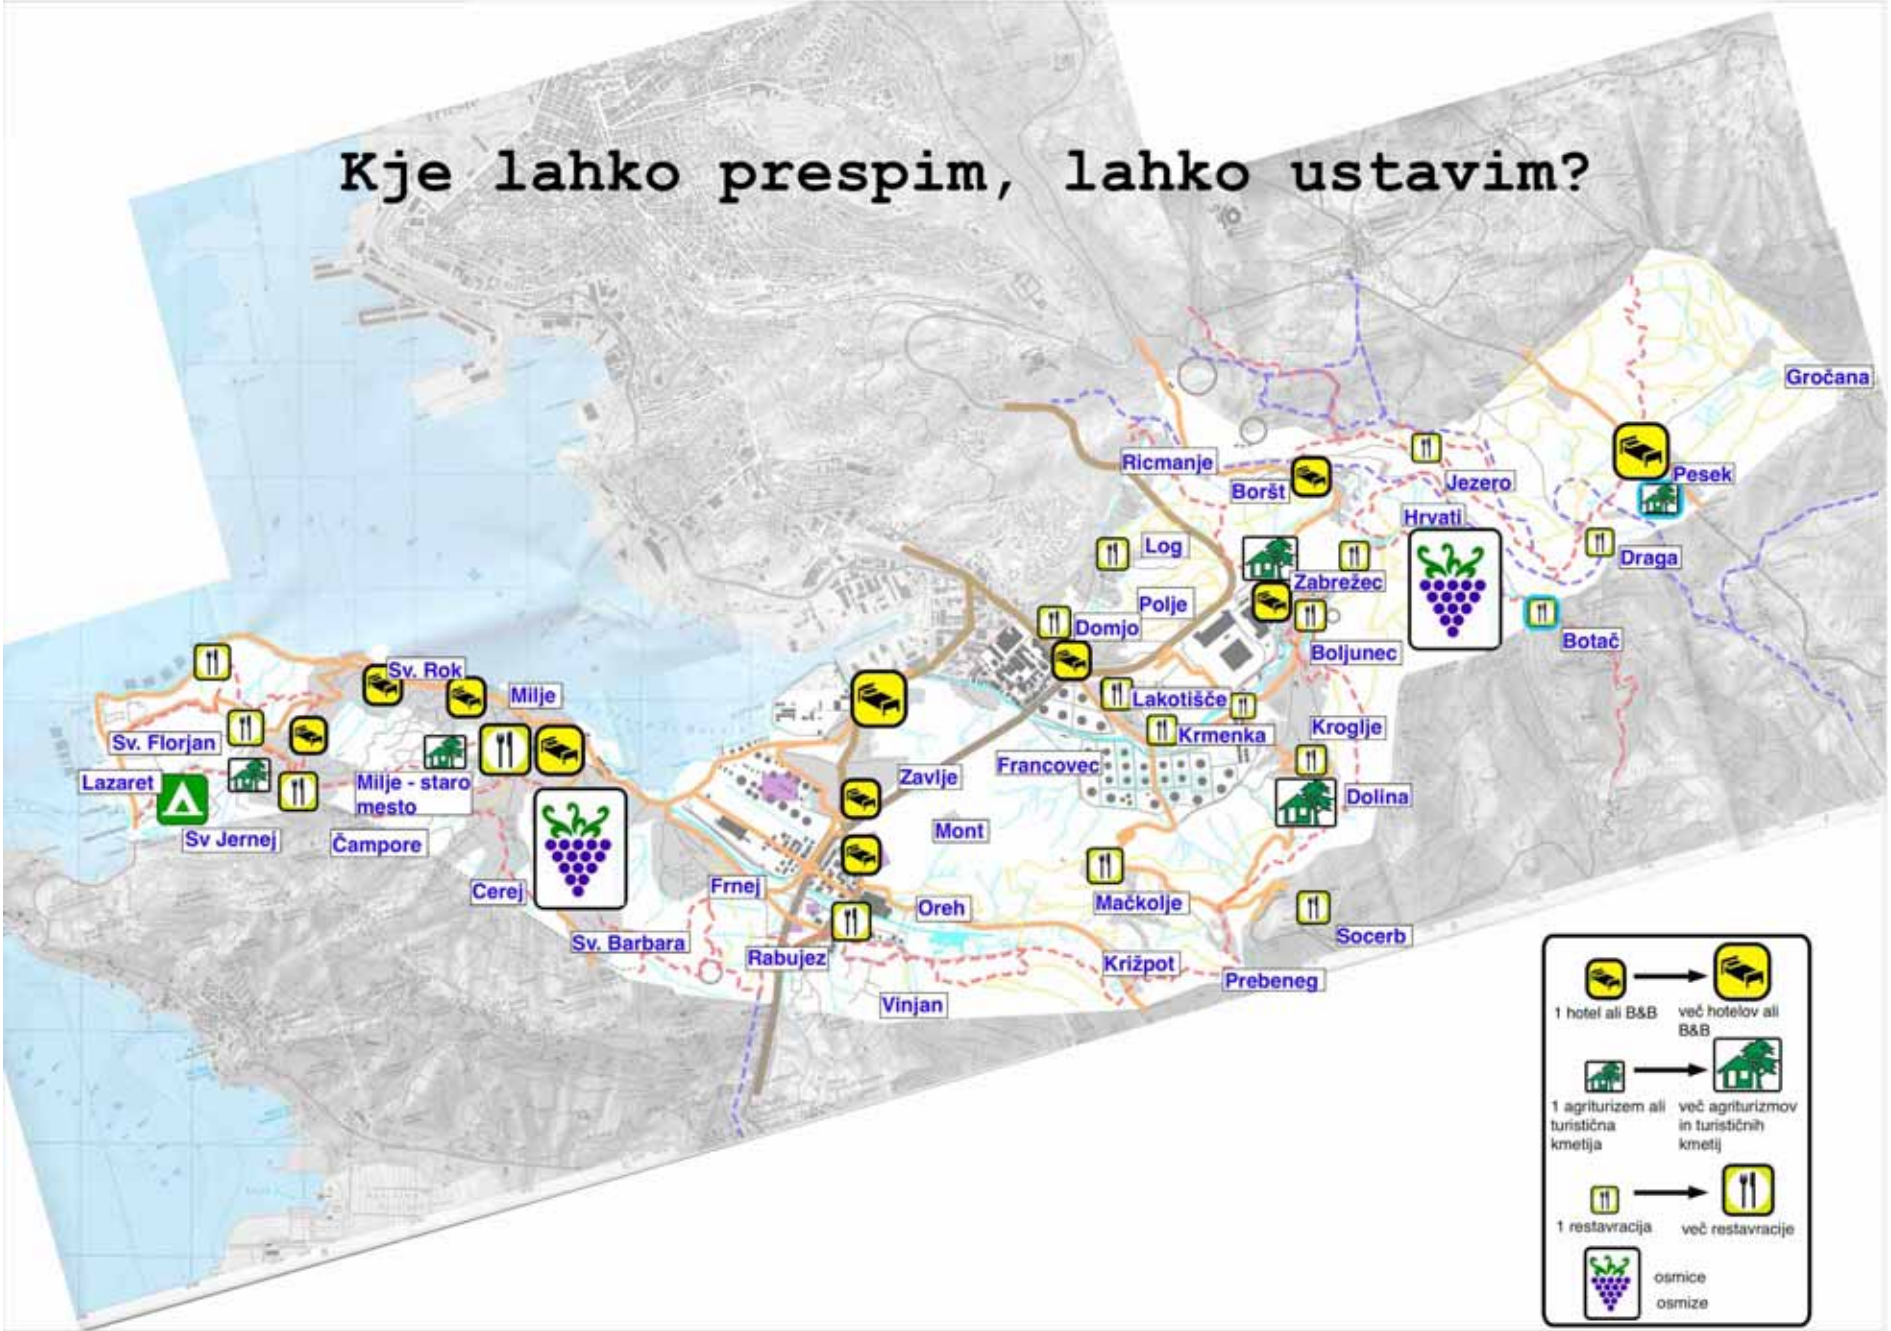 Kje lahko prespim, lahko ustavim?
Gročana
Ricmanje
Boršt
Jezero
Pesek
Hrvati
Log
Draga
Zabrežec
Polje
Domjo
Botač
Boljunec
Sv. Rok
Milje
Lakotišče
Krmenka
Kroglje
Sv. Florjan
Francovec
Zavlje
Lazaret
Milje - staro
mesto
Dolina
Sv Jernej
Čampore
Mont
Cerej
Frnej
Oreh
Mačkolje
Sv. Barbara
Rabujez
Socerb
Križpot
Prebeneg
Vinjan
1 hotel ali B&B
več hotelov ali
B&B
1 agriturizem ali
turistična
kmetija
več agriturizmov
in turističnih
kmetij
1 restavracija
več restavracije
osmice
osmize